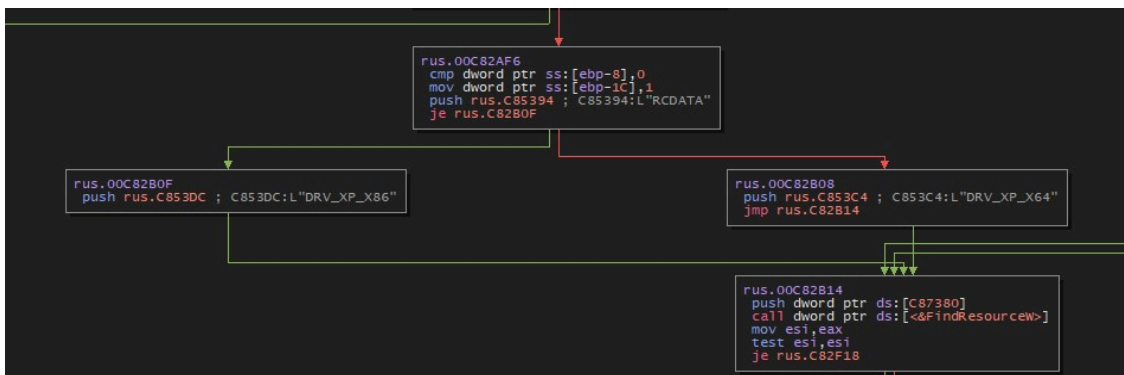 rus.00C82AF6
cmp dword ptr ss:[ebp-8],0
mov dword ptr ss:[ebp-1C],1
push rus.C85394 ; C85394:L"RCDATA"
je rus.C82B0F
rus.00C82B0F
push rus.C853DC ; C853DC:L"DRV_XP_X86"
rus.00C82B08
push rus.C853C4 ; C853C4:L"DRV_XP_X64"
jmp rus.C82B14
rus.00C82B14
push dword ptr ds:[C87380]
call dword ptr ds:[<&FindResourceW>]
mov esi,eax
test esi,esi
je rus.C82F18